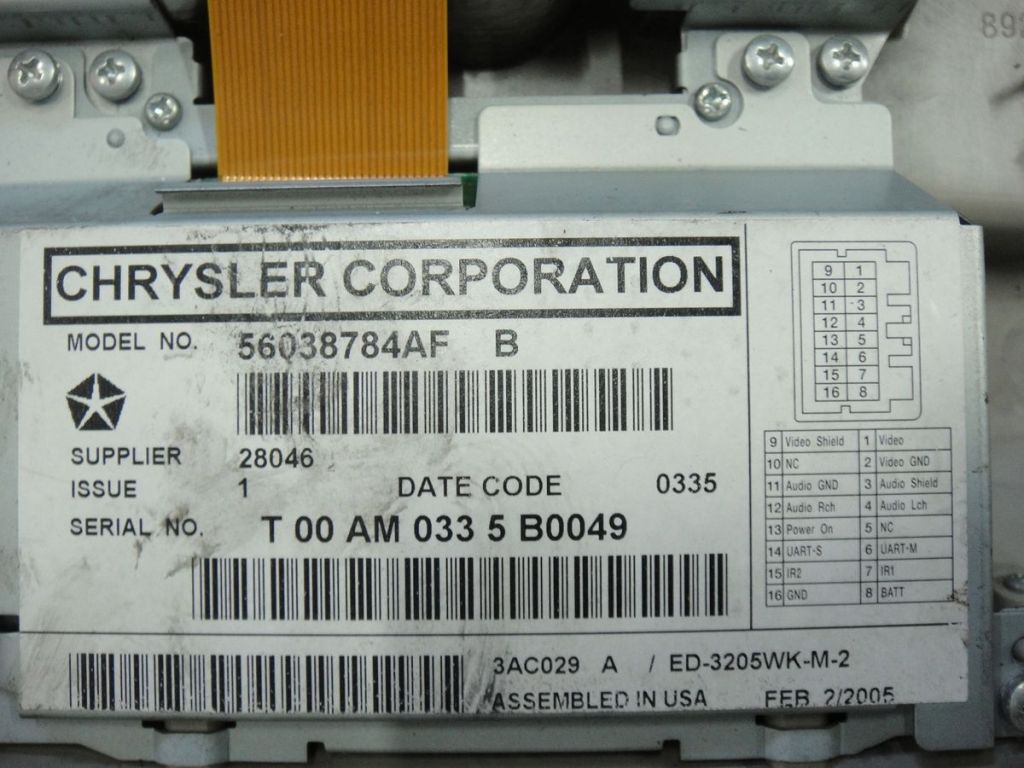 89
CHRYSLER CORPORATION
MODEL NO. 56038784AF B
SUPPLIER 28046
ISSUE 1 DATE CODE 0335
SERIAL NO. T 00 AM 033 5 B0049
3AC029 A / ED-3205WK-M-2
ASSEMBLED IN USA FEB 2/2005
9 1
10 2
11 3
12 4
13 5
14 6
15 7
16 8
9 Video Shield 1 Video
10 NC 2 Video GND
11 Audio GND 3 Audio Shield
12 Audio Rch 4 Audio Lch
13 Power On 5 NC
14 UART-S 6 UART-M
15 IR2 7 IR1
16 GND 8 BATT